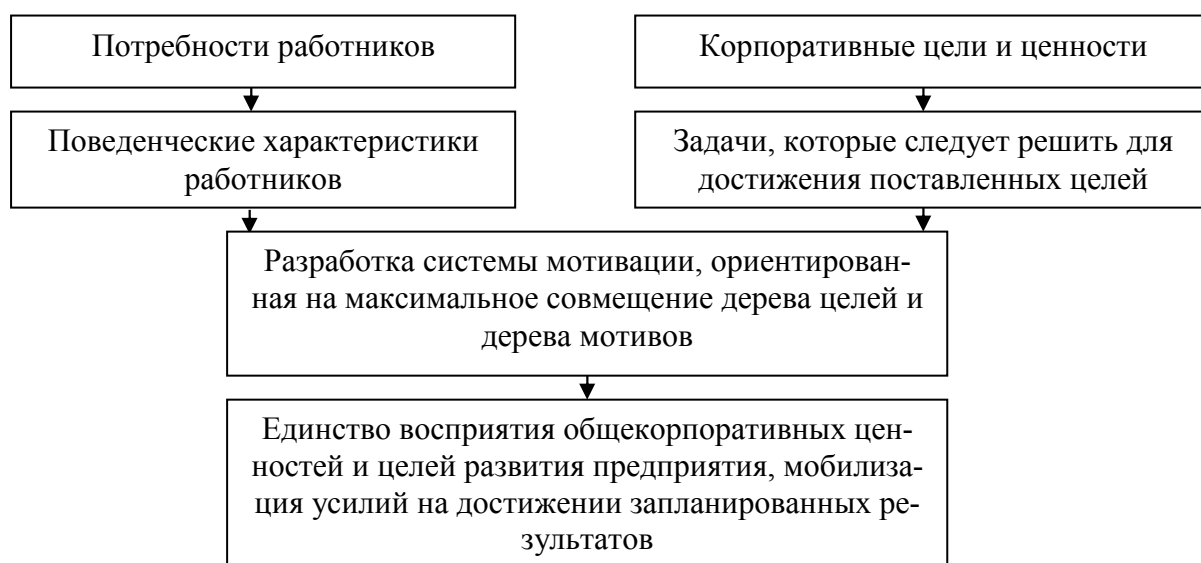 Потребности работников
Корпоративные цели и ценности
Поведенческие характеристики
работников
Задачи, которые следует решить для
достижения поставленных целей
Разработка системы мотивации, ориентирован-
ная на максимальное совмещение дерева целей и
дерева мотивов
Единство восприятия общекорпоративных цен-
ностей и целей развития предприятия, мобилиза-
ция усилий на достижении запланированных ре-
зультатов